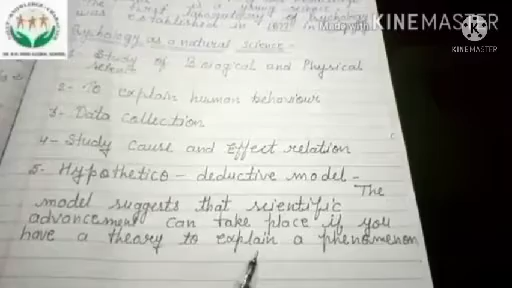 was established in
Psychology as a natural science -
1- Study of Biological and Physical
2- To explain human behaviour
3- Data collection
4- Study Cause and Effect relation
5- Hypothetico - deductive model -
The
model suggests that scientific
advancement can take place if you
have a theory to explain a phenomenon
Made with KINEMASTER
KINEMASTER